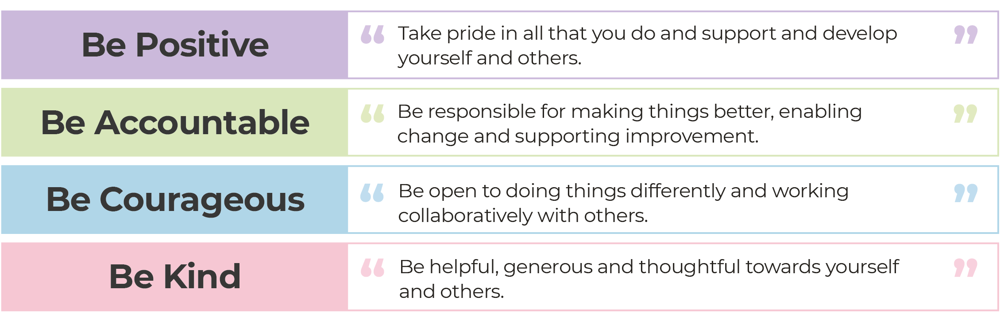 Be Positive
“ Take pride in all that you do and support and develop ”
yourself and others.
Be Accountable
“ Be responsible for making things better, enabling ”
change and supporting improvement.
Be Courageous
“ Be open to doing things differently and working ”
collaboratively with others.
Be Kind
“ Be helpful, generous and thoughtful towards yourself ”
and others.